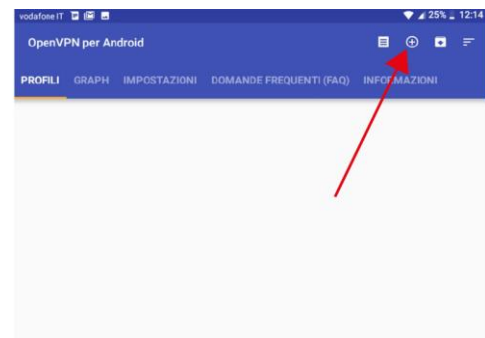 vodafone IT 25% 12:14
OpenVPN per Android
PROFILI GRAPH IMPOSTAZIONI DOMANDE FREQUENTI (FAQ) INFORMAZIONI